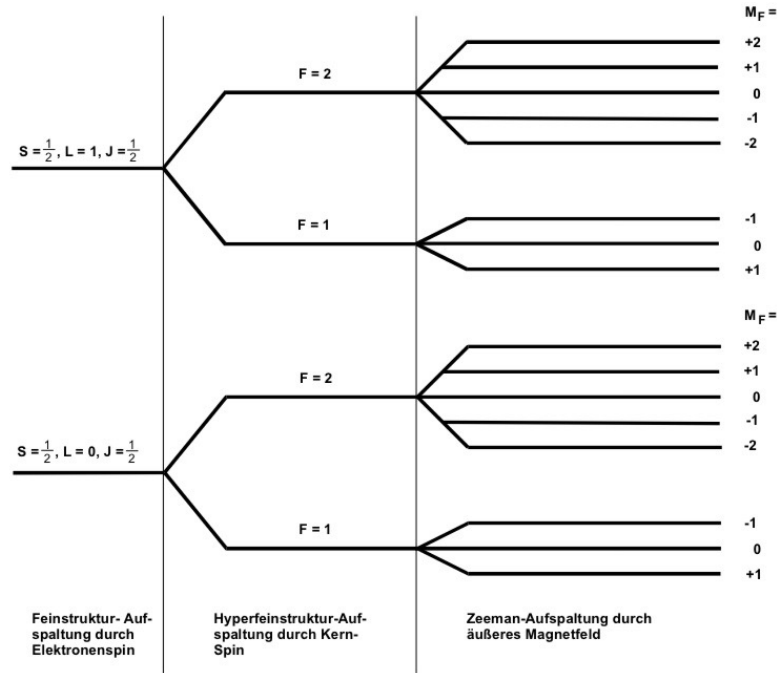 M F =
+2
+1
0
-1
-2
F = 2
S = 1/2, L = 1, J = 1/2
F = 1
-1
0
+1
M F =
+2
+1
0
-1
-2
F = 2
S = 1/2, L = 0, J = 1/2
F = 1
-1
0
+1
Feinstruktur- Auf-
spaltung durch
Elektronenspin
Hyperfeinstruktur-Auf-
spaltung durch Kern-
Spin
Zeeman-Aufspaltung durch
äußeres Magnetfeld